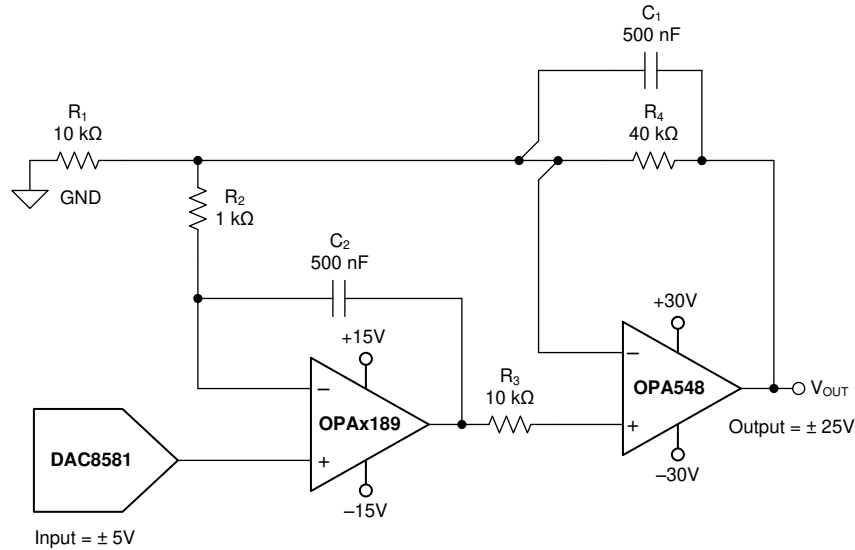 C1
500 nF
R1
10 kΩ
R4
40 kΩ
GND
R2
1 kΩ
C2
500 nF
+30V
+15V
–
–
R3
10 kΩ
OPA548
VOUT
OPAx189
+
Output = ± 25V
DAC8581
+
–30V
–15V
Input = ± 5V